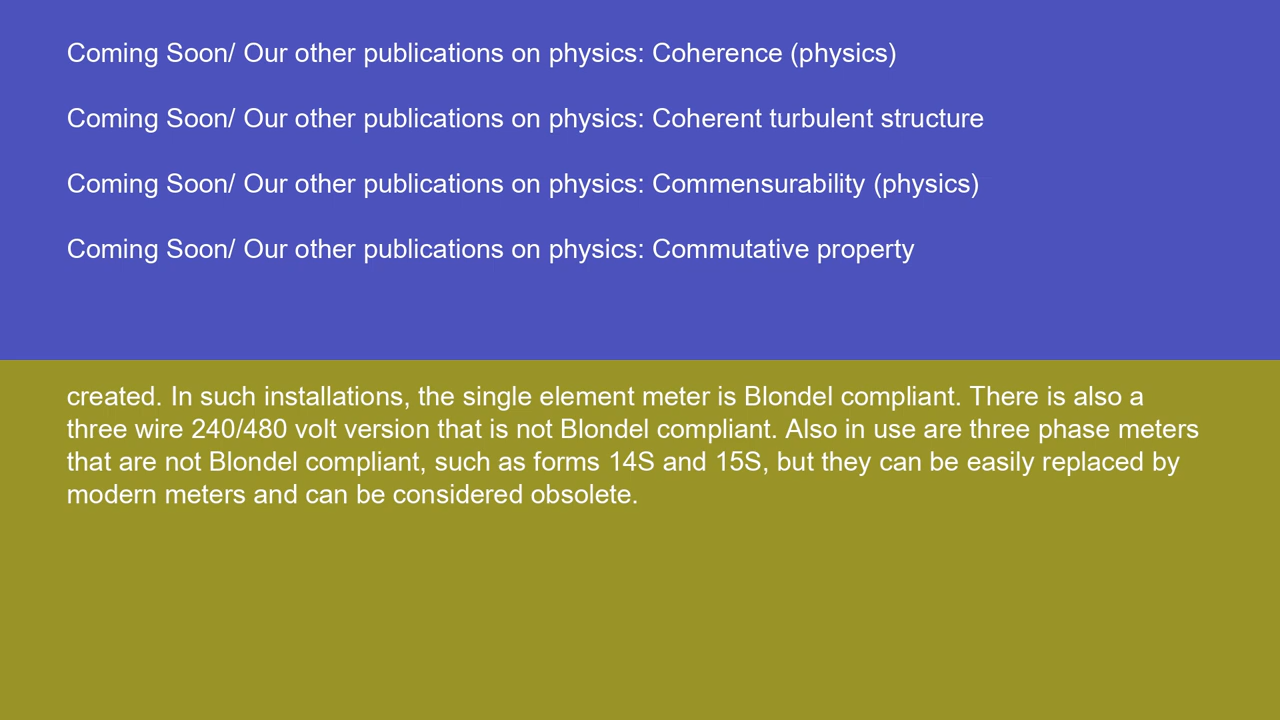 Coming Soon/ Our other publications on physics: Coherence (physics)
Coming Soon/ Our other publications on physics: Coherent turbulent structure
Coming Soon/ Our other publications on physics: Commensurability (physics)
Coming Soon/ Our other publications on physics: Commutative property
created. In such installations, the single element meter is Blondel compliant. There is also a
three wire 240/480 volt version that is not Blondel compliant. Also in use are three phase meters
that are not Blondel compliant, such as forms 14S and 15S, but they can be easily replaced by
modern meters and can be considered obsolete.